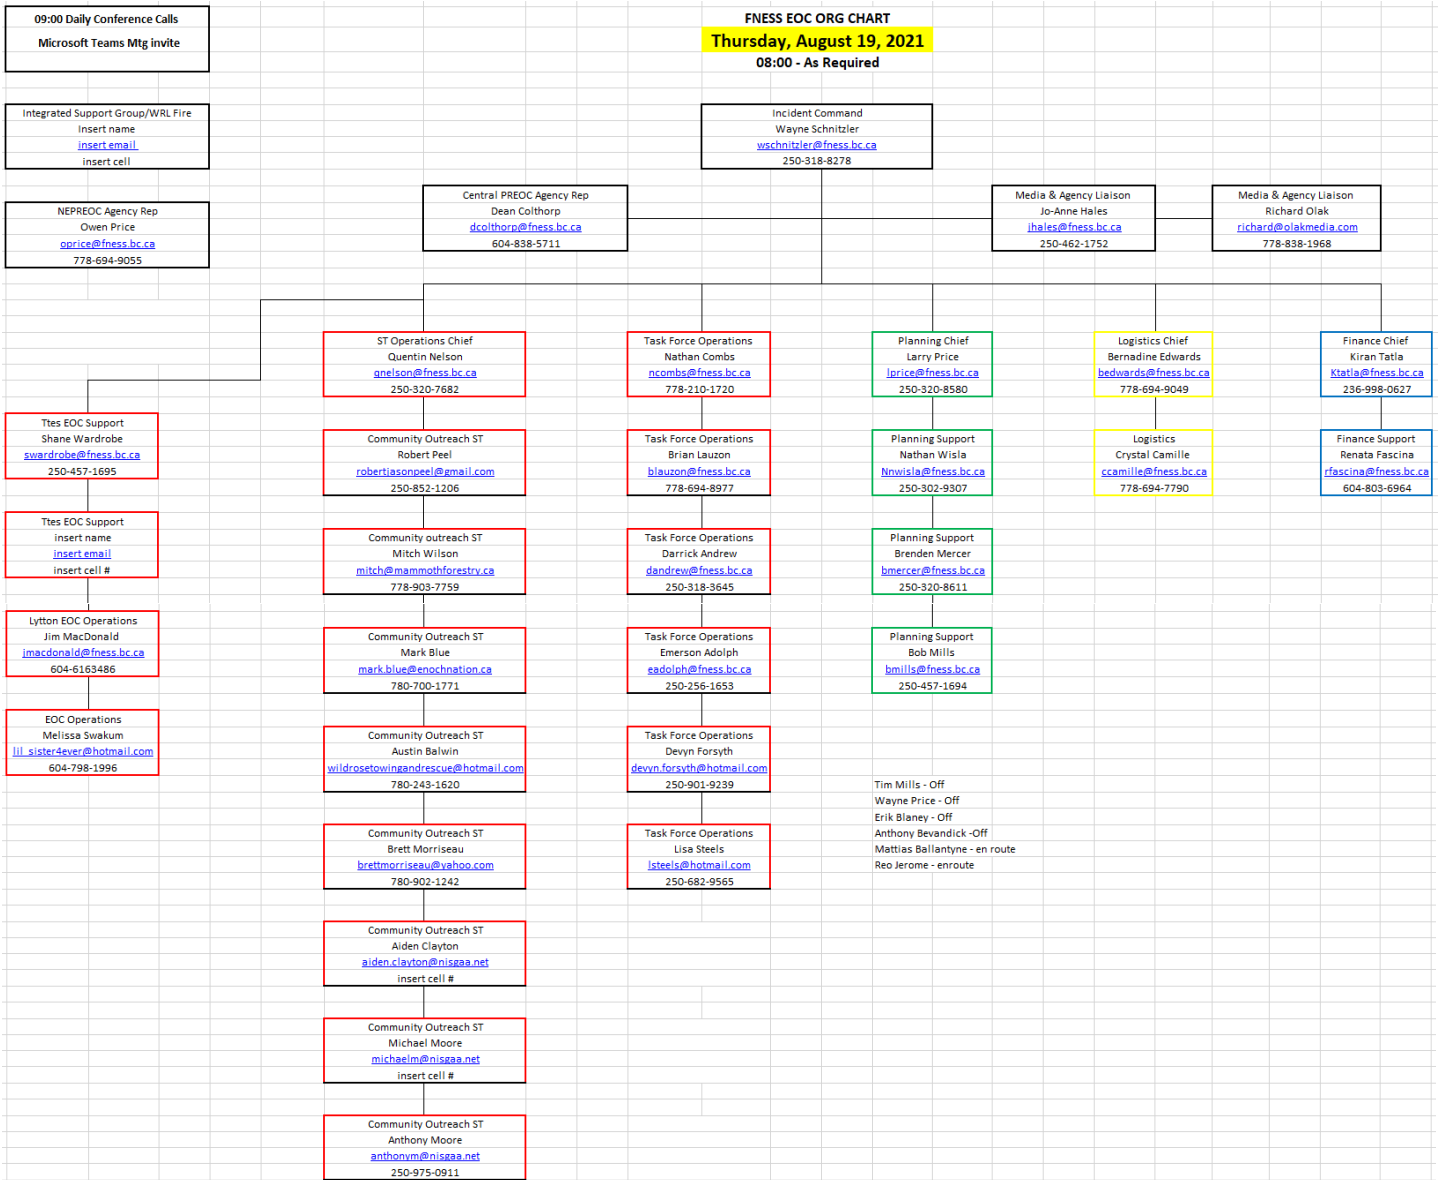 09:00 Daily Conference Calls
Microsoft Teams Mtg invite
FNESS EOC ORG CHART
Thursday, August 19, 2021
08:00 - As Required
Integrated Support Group/WRL Fire
Insert name
insert email
insert cell
Incident Command
Wayne Schnitzler
wschnitzler@fness.bc.ca
250-318-8278
NEPREOC Agency Rep
Owen Price
oprice@fness.bc.ca
778-694-9055
Central PREOC Agency Rep
Dean Colthorp
dcolthorp@fness.bc.ca
604-838-5711
Media & Agency Liaison
Jo-Anne Hales
jhales@fness.bc.ca
250-462-1752
Media & Agency Liaison
Richard Olak
richard@olakmedia.com
778-838-1968
Ttes EOC Support
Shane Wardrobe
swardrobe@fness.bc.ca
250-457-1695
Ttes EOC Support
insert name
insert email
insert cell #
Lytton EOC Operations
Jim MacDonald
jmacdonald@fness.bc.ca
604-6163486
EOC Operations
Melissa Swakum
lil_sister4ever@hotmail.com
604-798-1996
ST Operations Chief
Quentin Nelson
qnelson@fness.bc.ca
250-320-7682
Community Outreach ST
Robert Peel
robertjasonpeel@gmail.com
250-852-1206
Community outreach ST
Mitch Wilson
mitch@mammothforestry.ca
778-903-7759
Community Outreach ST
Mark Blue
mark.blue@enochnation.ca
780-700-1771
Community Outreach ST
Austin Balwin
wildrosetowingandrescue@hotmail.com
780-243-1620
Community Outreach ST
Brett Morriseau
brettmorriseau@yahoo.com
780-902-1242
Community Outreach ST
Aiden Clayton
aiden.clayton@nisgaa.net
insert cell #
Community Outreach ST
Michael Moore
michaelm@nisgaa.net
insert cell #
Community Outreach ST
Anthony Moore
anthonym@nisgaa.net
250-975-0911
Task Force Operations
Nathan Combs
ncombs@fness.bc.ca
778-210-1720
Task Force Operations
Brian Lauzon
blauzon@fness.bc.ca
778-694-8977
Task Force Operations
Darrick Andrew
dandrew@fness.bc.ca
250-318-3645
Task Force Operations
Emerson Adolph
eadolph@fness.bc.ca
250-256-1653
Task Force Operations
Devyn Forsyth
devyn.forsyth@hotmail.com
250-901-9239
Task Force Operations
Lisa Steels
lsteels@hotmail.com
250-682-9565
Planning Chief
Larry Price
lprice@fness.bc.ca
250-320-8580
Planning Support
Nathan Wisla
Nnwisla@fness.bc.ca
250-302-9307
Planning Support
Brenden Mercer
bmercer@fness.bc.ca
250-320-8611
Planning Support
Bob Mills
bmills@fness.bc.ca
250-457-1694
Tim Mills - Off
Wayne Price - Off
Erik Blaney - Off
Anthony Bevandick -Off
Mattias Ballantyne - en route
Reo Jerome - enroute
Logistics Chief
Bernadine Edwards
bedwards@fness.bc.ca
778-694-9049
Logistics
Crystal Camille
ccamille@fness.bc.ca
778-694-7790
Finance Chief
Kiran Tatla
Ktatla@fness.bc.ca
236-998-0627
Finance Support
Renata Fascina
rfascina@fness.bc.ca
604-803-6964